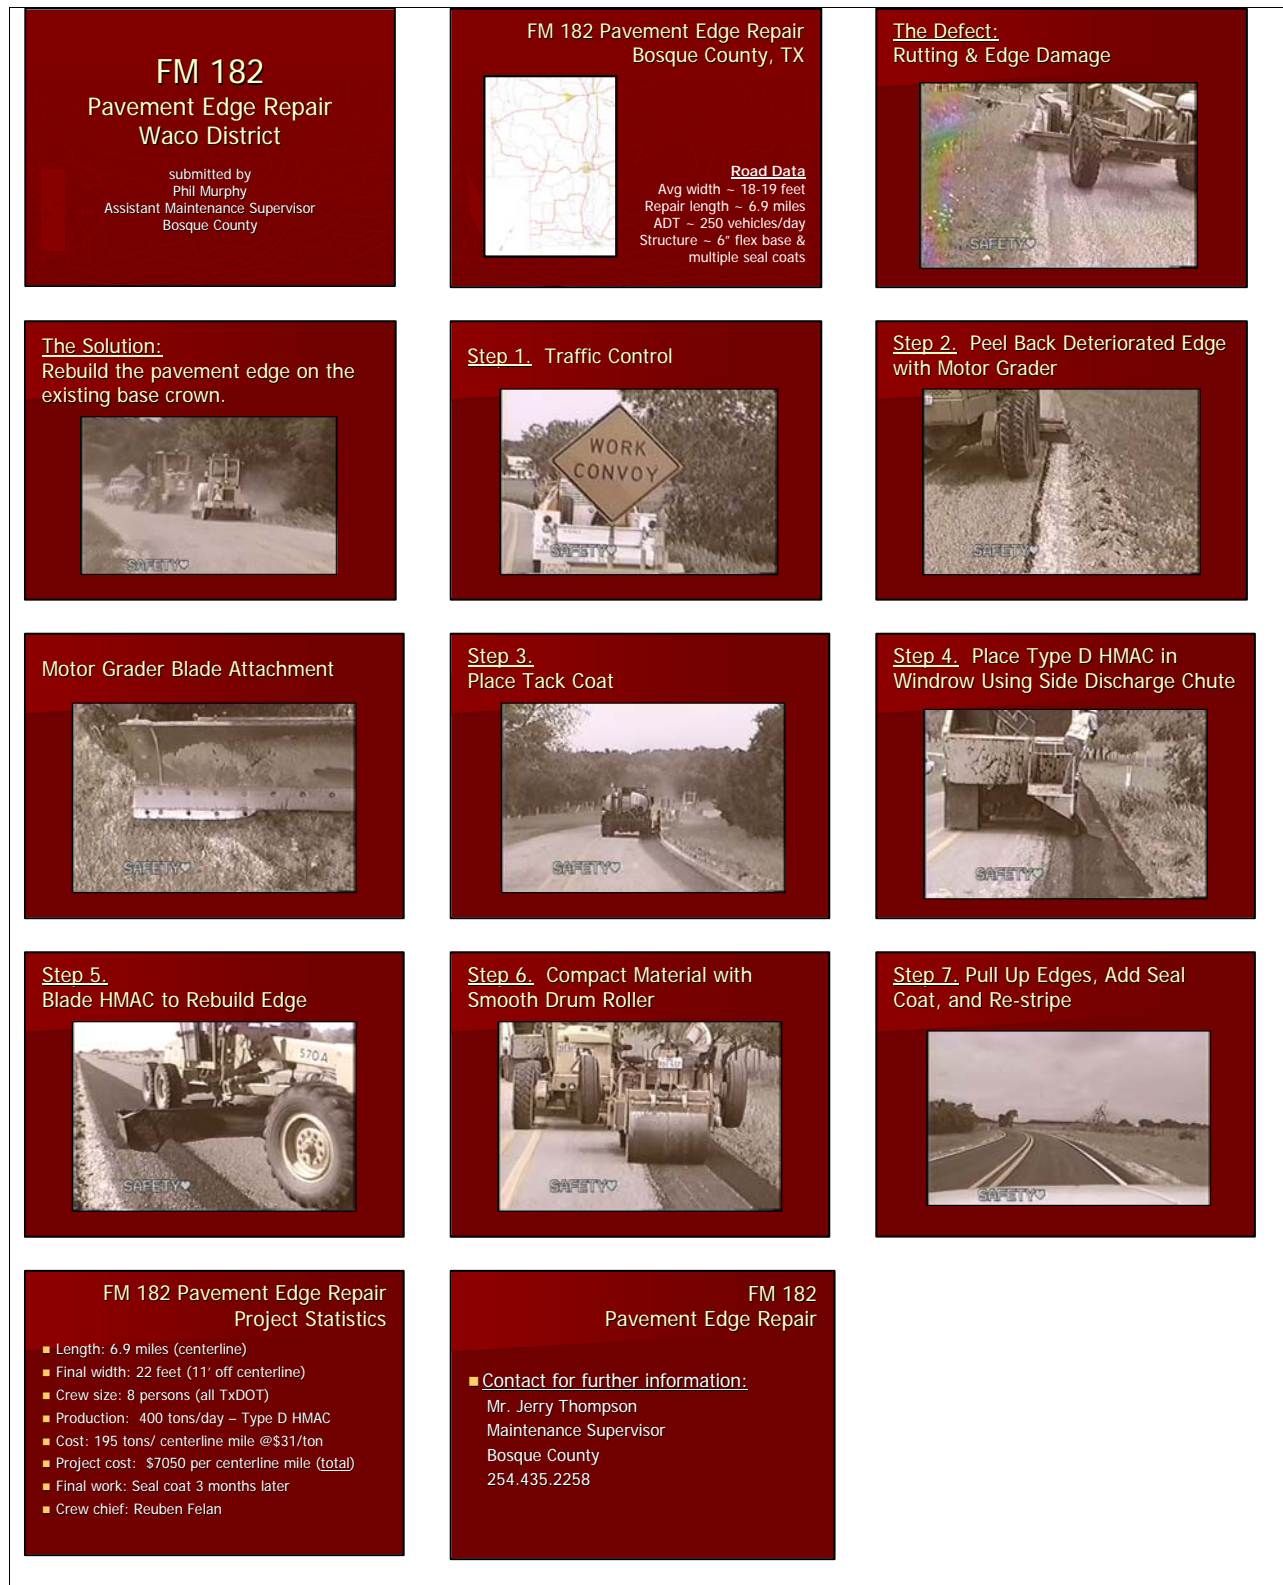 FM 182
Pavement Edge Repair
Waco District
submitted by
Phil Murphy
Assistant Maintenance Supervisor
Bosque County
FM 182 Pavement Edge Repair
Bosque County, TX
Road Data
Avg width ~ 18-19 feet
Repair length ~ 6.9 miles
ADT ~ 250 vehicles/day
Structure ~ 6" flex base &
multiple seal coats
The Defect:
Rutting & Edge Damage
SAFETY♥
The Solution:
Rebuild the pavement edge on the
existing base crown.
SAFETY♥
Step 1. Traffic Control
WORK
CONVOY
SAFETY♥
Step 2. Peel Back Deteriorated Edge
with Motor Grader
SAFETY♥
Motor Grader Blade Attachment
SAFETY♥
Step 3.
Place Tack Coat
SAFETY♥
Step 4. Place Type D HMAC in
Windrow Using Side Discharge Chute
SAFETY♥
Step 5.
Blade HMAC to Rebuild Edge
570A
SAFETY♥
Step 6. Compact Material with
Smooth Drum Roller
SAFETY♥
Step 7. Pull Up Edges, Add Seal
Coat, and Re-stripe
SAFETY♥
FM 182 Pavement Edge Repair
Project Statistics
■ Length: 6.9 miles (centerline)
■ Final width: 22 feet (11' off centerline)
■ Crew size: 8 persons (all TxDOT)
■ Production: 400 tons/day – Type D HMAC
■ Cost: 195 tons/ centerline mile @$31/ton
■ Project cost: $7050 per centerline mile (total)
■ Final work: Seal coat 3 months later
■ Crew chief: Reuben Felan
FM 182
Pavement Edge Repair
■ Contact for further information:
Mr. Jerry Thompson
Maintenance Supervisor
Bosque County
254.435.2258